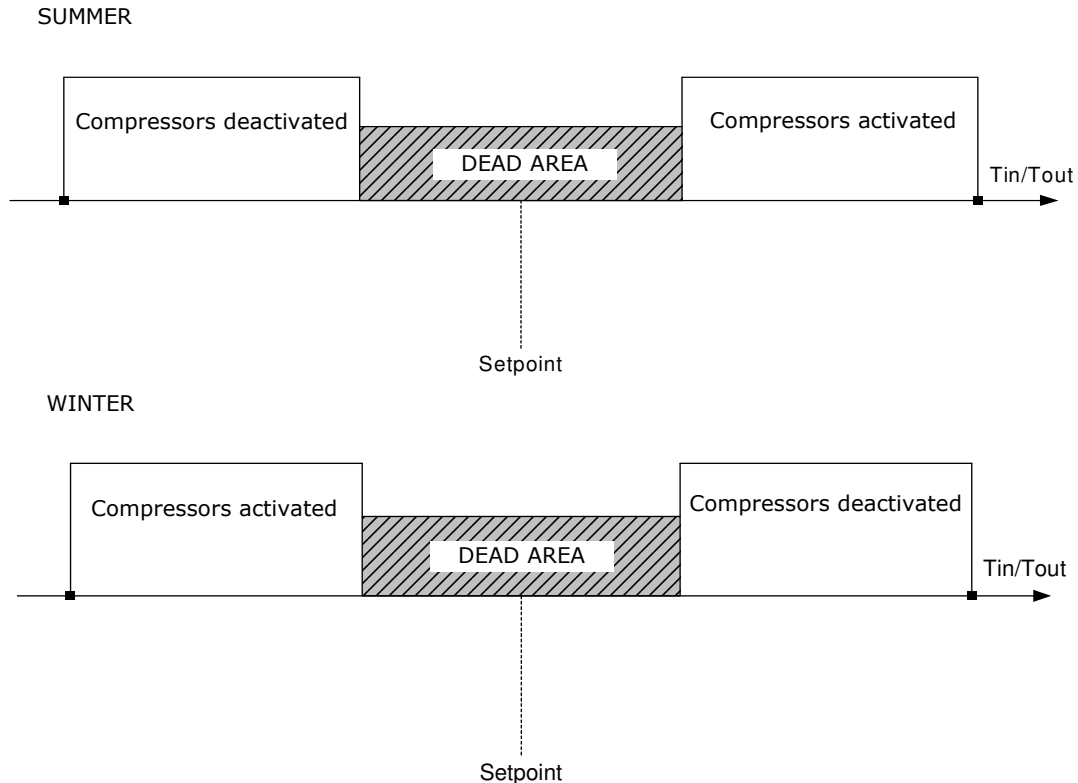 SUMMER
Compressors deactivated
Compressors activated
DEAD AREA
Tin/Tout
Setpoint
WINTER
Compressors activated
Compressors deactivated
DEAD AREA
Tin/Tout
Setpoint